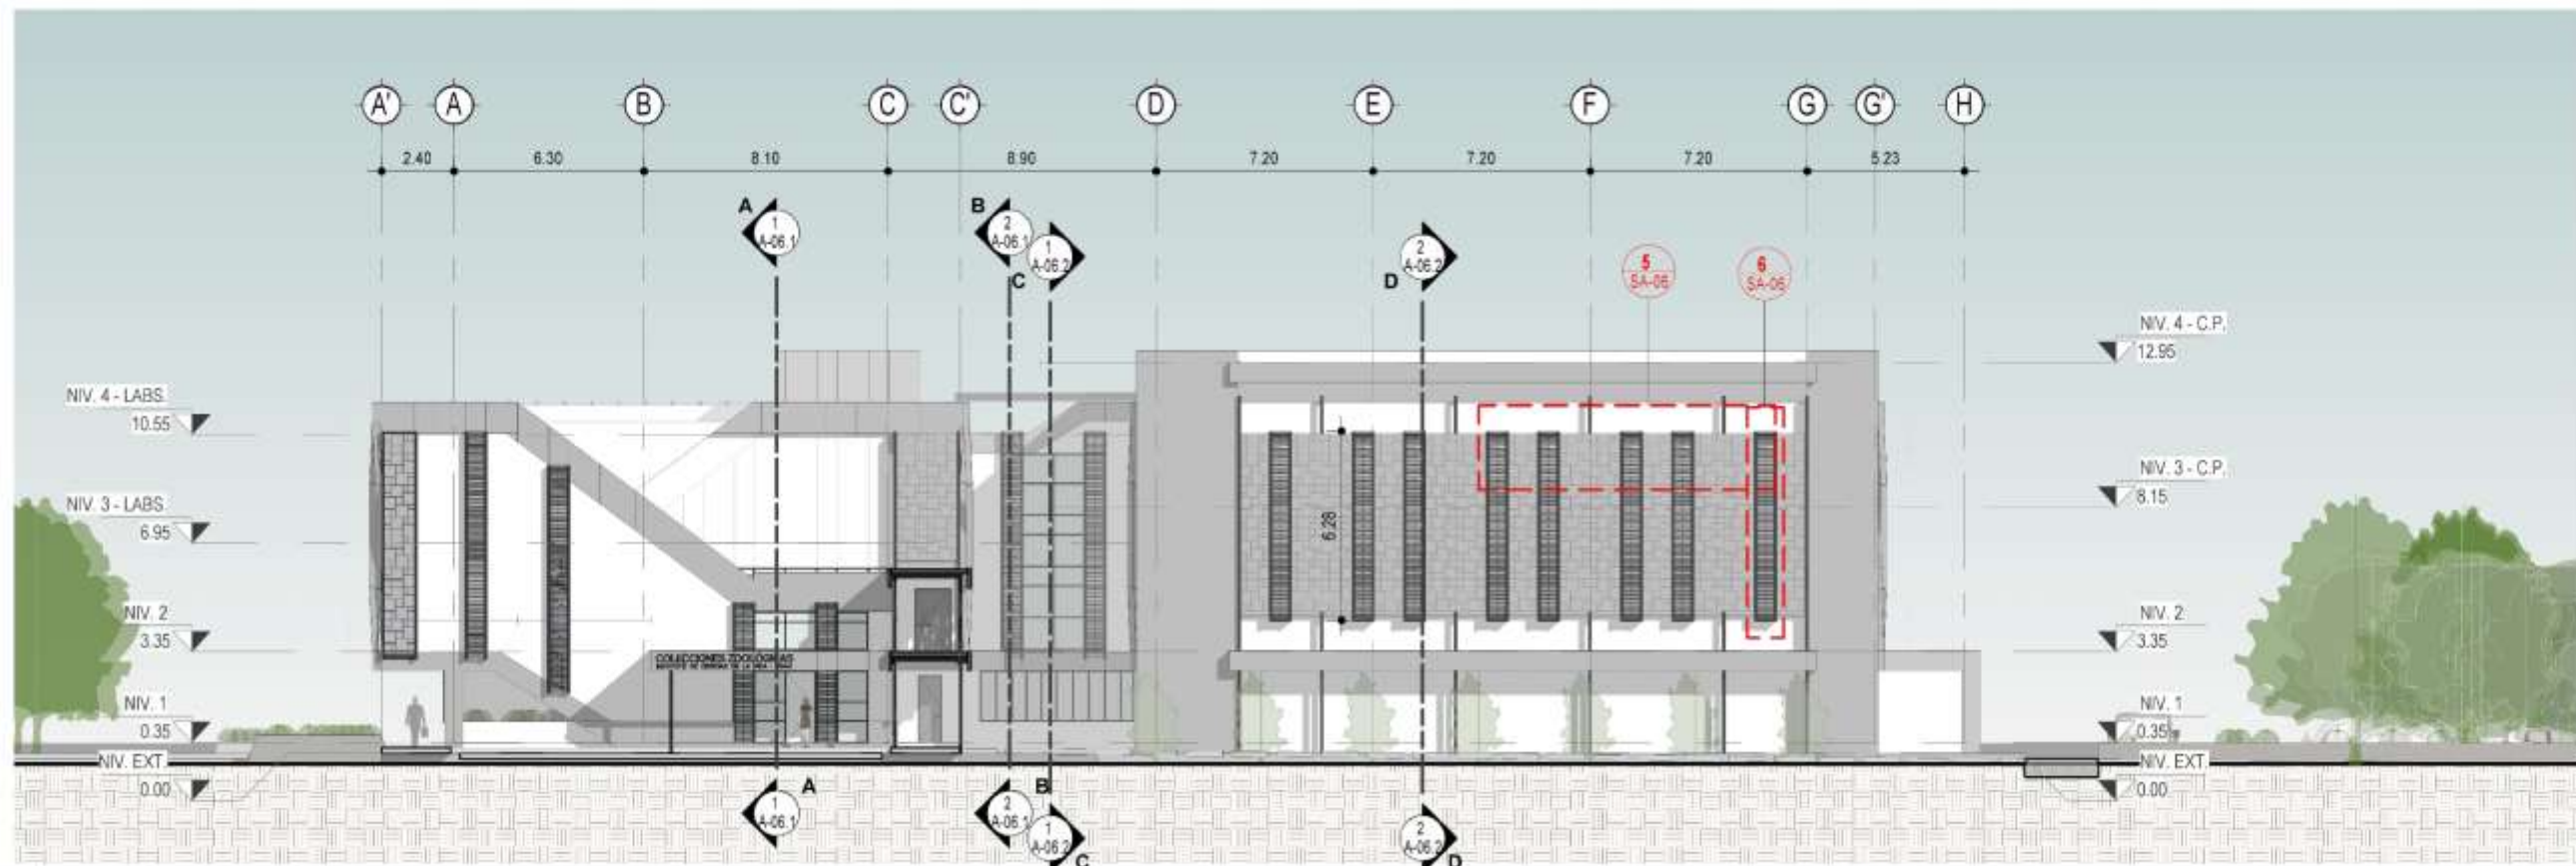 A' A B C C' D E F G G' H
2.40 6.30 8.10 8.90 7.20 7.20 7.20 5.23
A
1
A-06.1
B
2
A-06.1
1
A-06.2
C
2
A-06.2
D
5
SA-06
6
SA-06
NIV. 4 - LABS.
10.55
NIV. 3 - LABS.
6.95
NIV. 2
3.35
NIV. 1
0.35
NIV. EXT.
0.00
6.28
COLECCIONES ZOOLÓGICAS
NIV. 4 - C.P.
12.95
NIV. 3 - C.P.
8.15
NIV. 2
3.35
NIV. 1
0.35
NIV. EXT
0.00
1
A-06.1
A
2
A-06.1
B
1
A-06.2
C
2
A-06.2
D